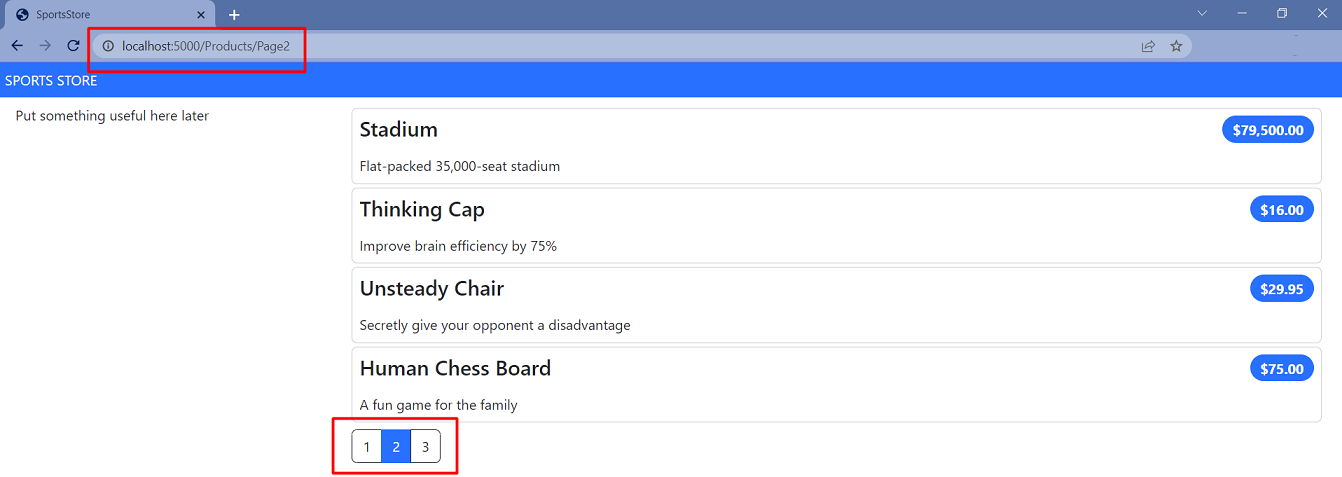 SportsStore
localhost:5000/Products/Page2
SPORTS STORE
Put something useful here later
Stadium
$79,500.00
Flat-packed 35,000-seat stadium
Thinking Cap
$16.00
Improve brain efficiency by 75%
Unsteady Chair
$29.95
Secretly give your opponent a disadvantage
Human Chess Board
$75.00
A fun game for the family
1 2 3